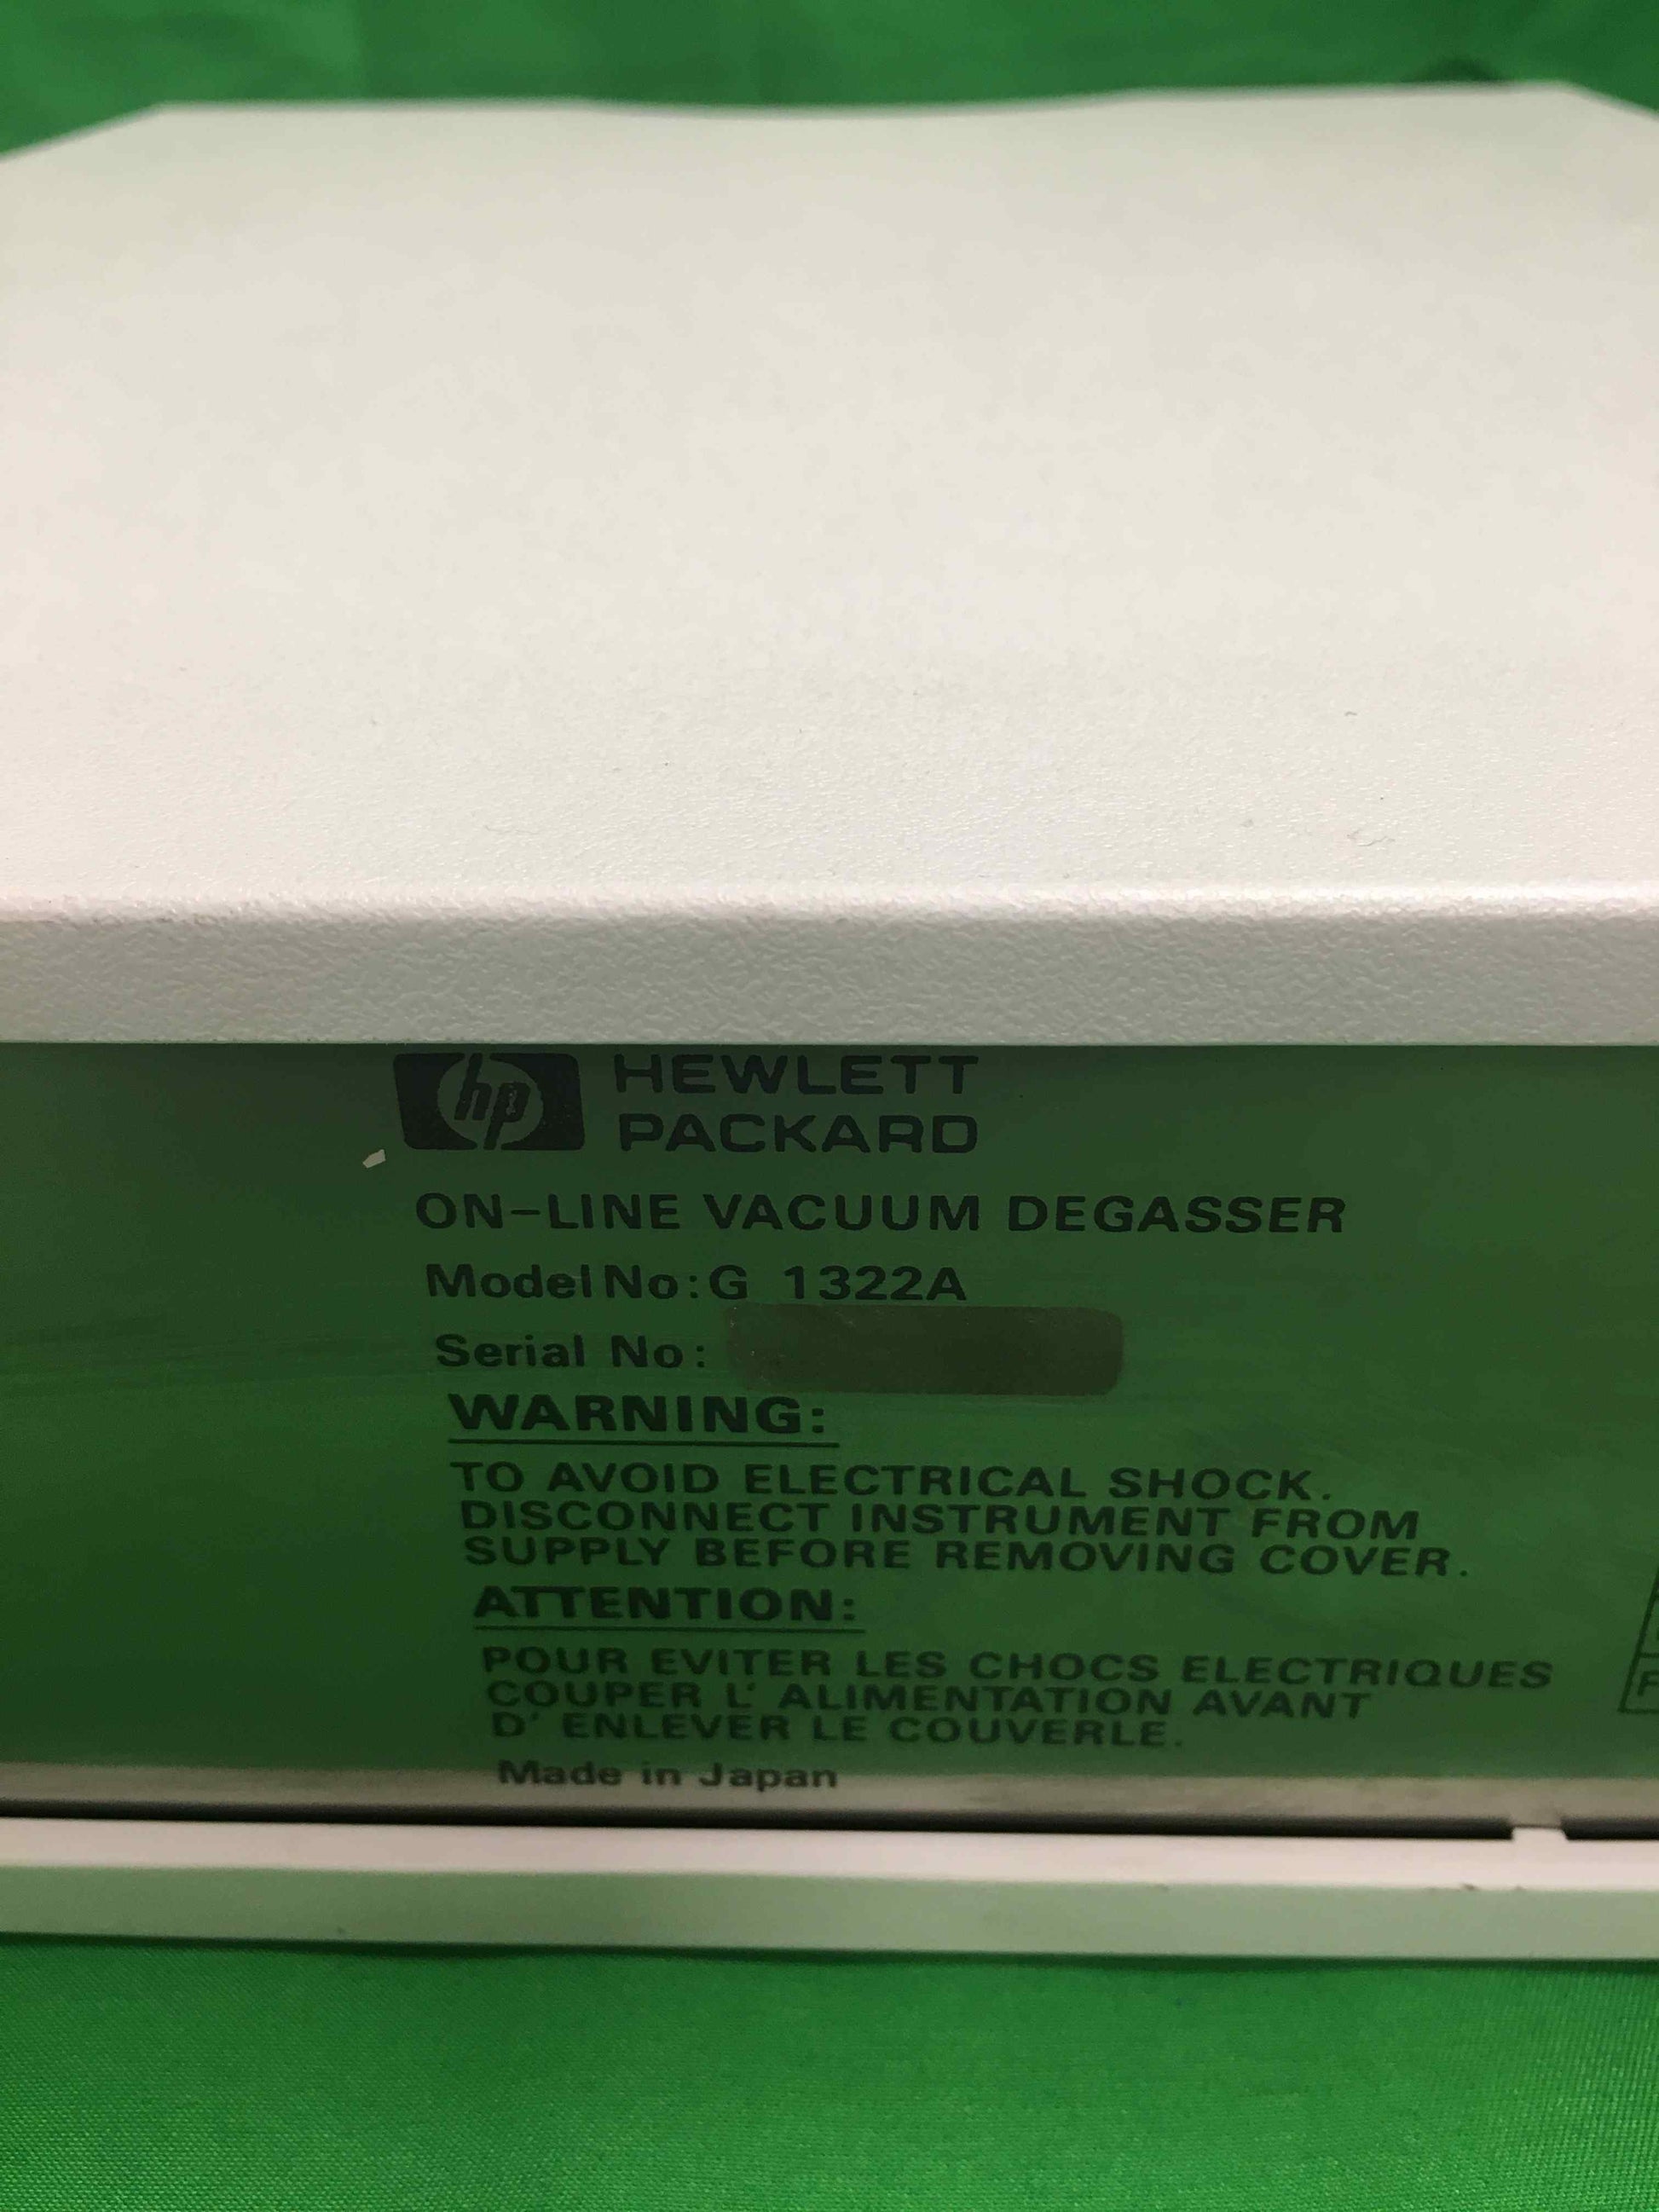 hp HEWLETT
PACKARD
ON-LINE VACUUM DEGASSER
Model No: G 1322A
Serial No:
WARNING:
TO AVOID ELECTRICAL SHOCK.
DISCONNECT INSTRUMENT FROM
SUPPLY BEFORE REMOVING COVER.
ATTENTION:
POUR EVITER LES CHOCS ELECTRIQUES
COUPER L' ALIMENTATION AVANT
D' ENLEVER LE COUVERLE.
Made in Japan